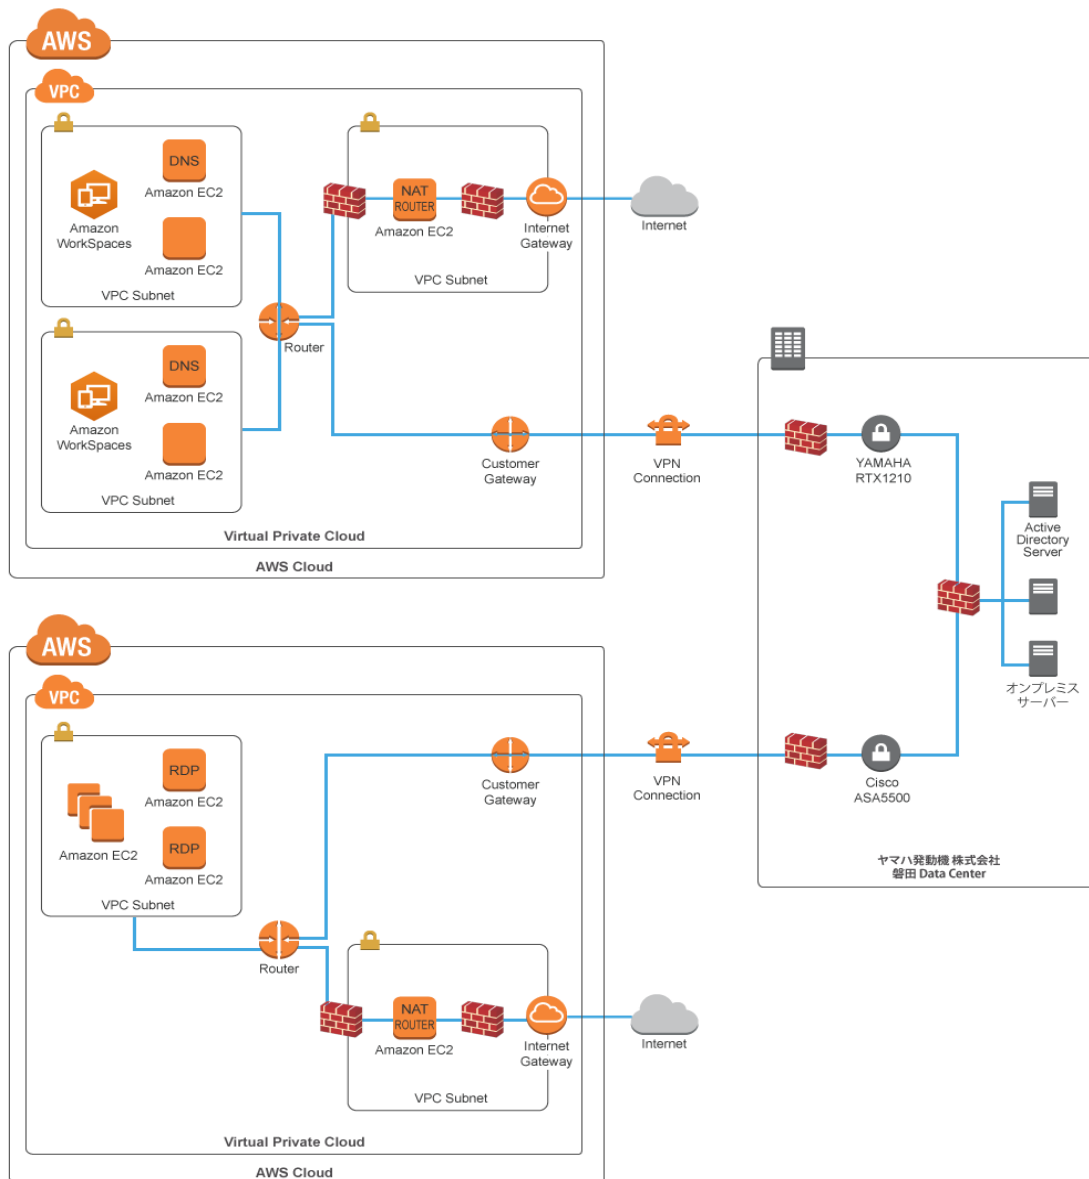 AWS
VPC
DNS
Amazon EC2
Amazon
WorkSpaces
Amazon EC2
VPC Subnet
NAT
ROUTER
Amazon EC2
Internet
Gateway
VPC Subnet
Internet
DNS
Amazon EC2
Amazon
WorkSpaces
Amazon EC2
VPC Subnet
Router
Customer
Gateway
VPN
Connection
Virtual Private Cloud
AWS Cloud
YAMAHA
RTX1210
Active
Directory
Server
オンプレミス
サーバー
Cisco
ASA5500
ヤマハ発動機 株式会社
磐田 Data Center
AWS
VPC
RDP
Amazon EC2
Amazon EC2
RDP
Amazon EC2
VPC Subnet
Customer
Gateway
VPN
Connection
Router
NAT
ROUTER
Amazon EC2
Internet
Gateway
VPC Subnet
Internet
Virtual Private Cloud
AWS Cloud